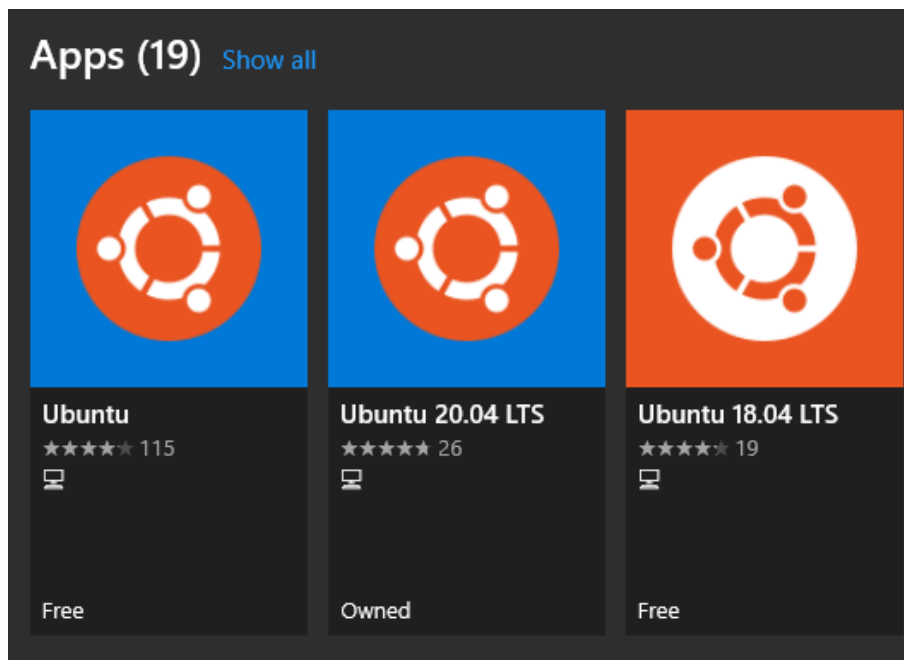 Apps (19) Show all
Ubuntu
115
Free
Ubuntu 20.04 LTS
26
Owned
Ubuntu 18.04 LTS
19
Free